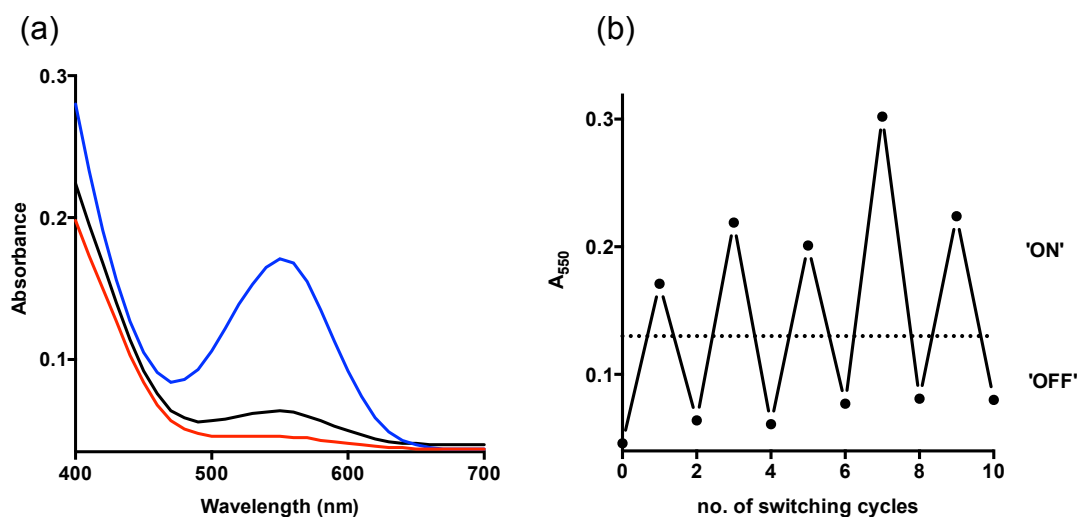 (a)
(b)
0.3
0.2
0.1
Absorbance
400
500
600
700
Wavelength (nm)
0.3
0.2
0.1
A550
0
2
4
6
8
10
no. of switching cycles
'ON'
'OFF'